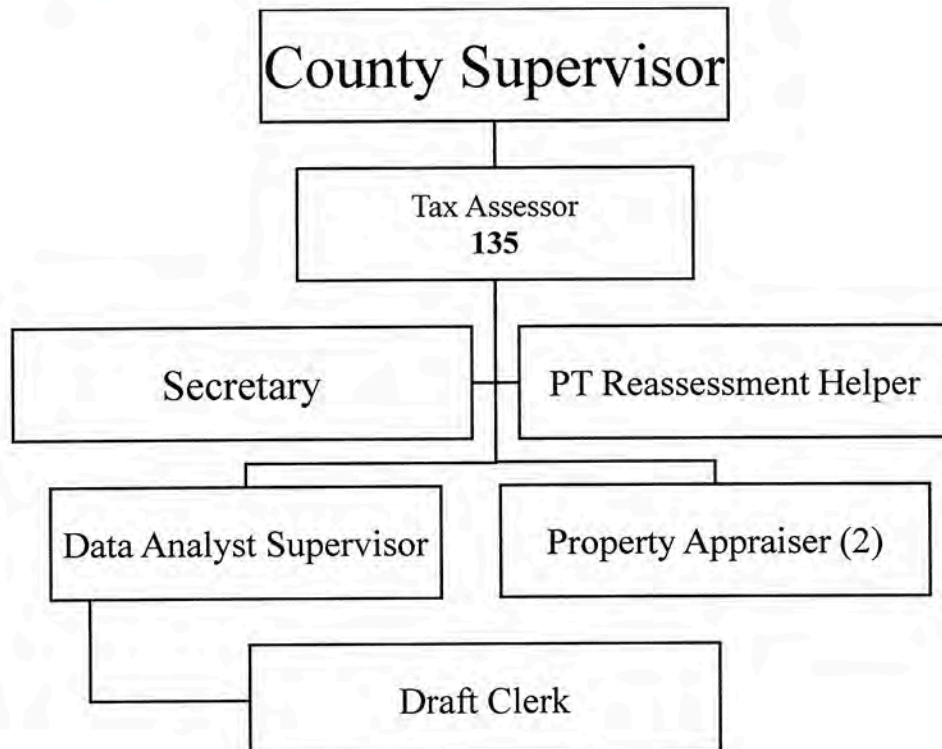 County Supervisor
Tax Assessor
135
Secretary
PT Reassessment Helper
Data Analyst Supervisor
Property Appraiser (2)
Draft Clerk